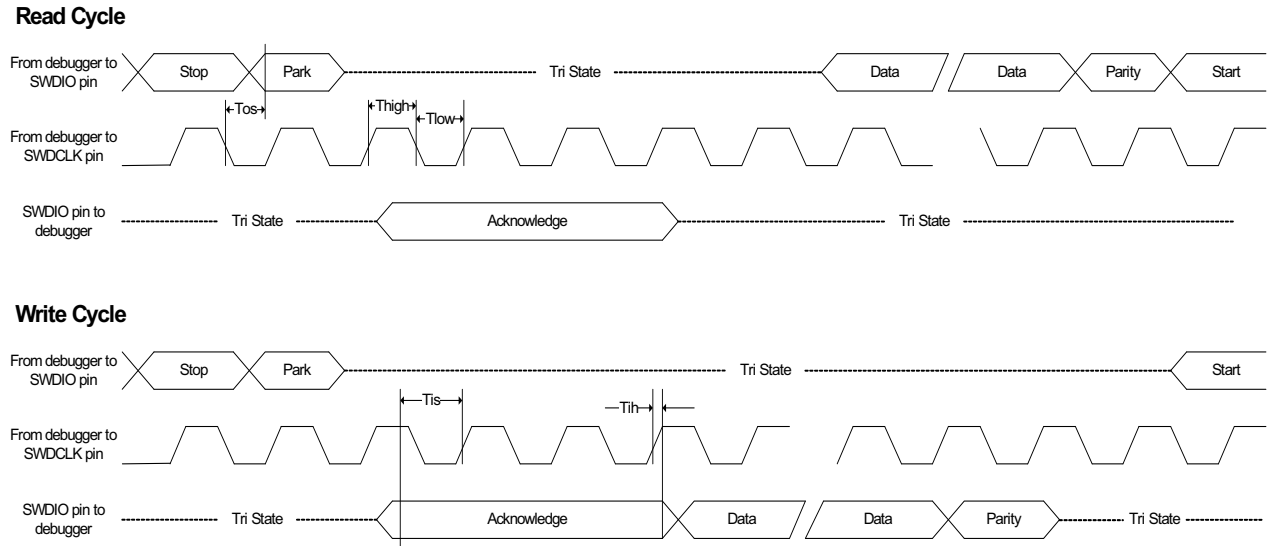 Read Cycle
From debugger to
SWDIO pin
Stop
Park
Tri State
Data
Data
Parity
Start
Tos
Thigh
Tlow
From debugger to
SWDCLK pin
SWDIO pin to
debugger
Tri State
Acknowledge
Tri State
Write Cycle
From debugger to
SWDIO pin
Stop
Park
Tri State
Start
Tis
Tih
From debugger to
SWDCLK pin
SWDIO pin to
debugger
Tri State
Acknowledge
Data
Data
Parity
Tri State